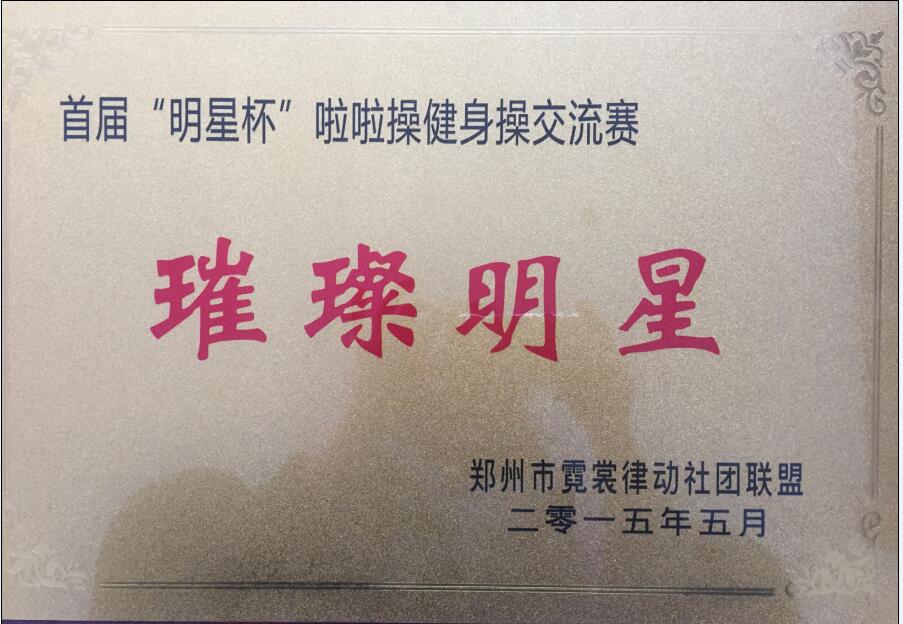 首届“明星杯”啦啦操健身操交流赛
璀璨明星
郑州市霓裳律动社团联盟
二零一五年五月